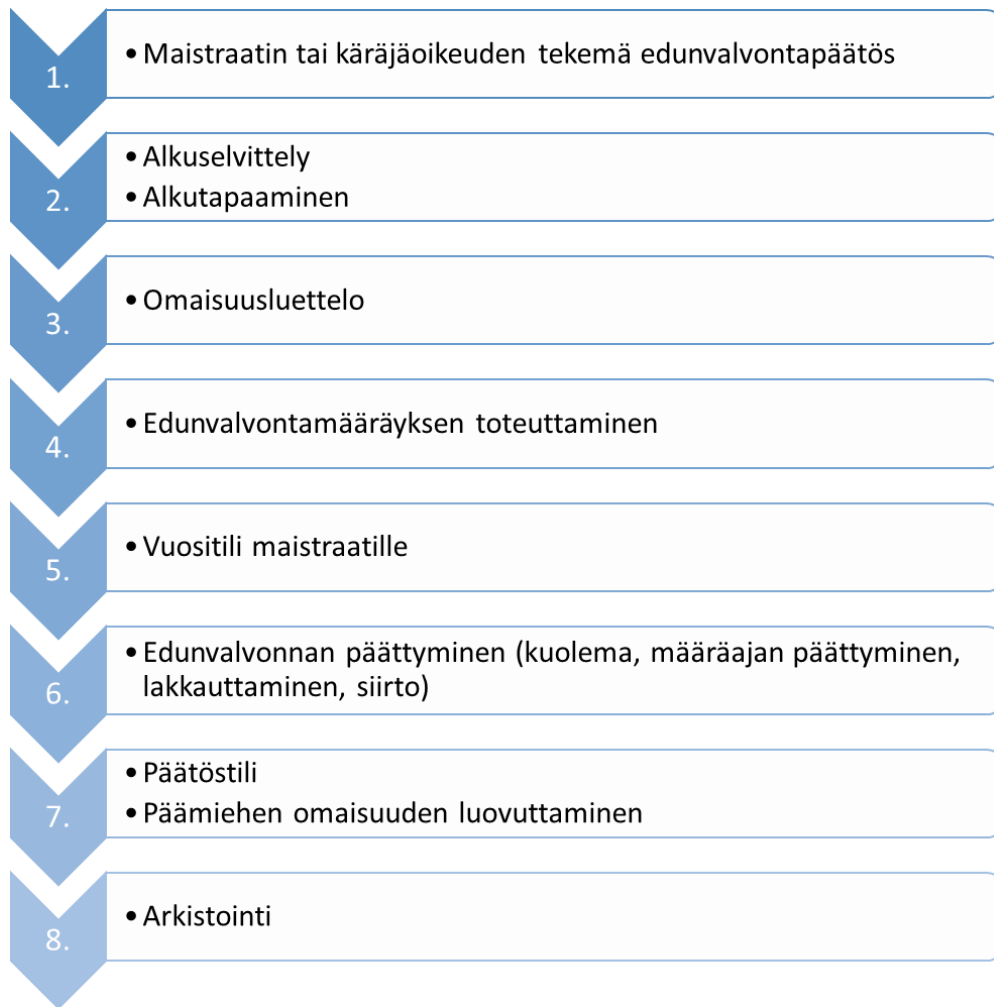 1.
• Maistraatin tai käräjäoikeuden tekemä edunvalvontapäätös
2.
• Alkuselvittely
• Alkutapaaminen
3.
• Omaisuusluettelo
4.
• Edunvalvontamääräyksen toteuttaminen
5.
• Vuositili maistraatille
6.
• Edunvalvonnan päättyminen (kuolema, määräajan päättyminen,
lakkauttaminen, siirto)
7.
• Päätöstili
• Päämiehen omaisuuden luovuttaminen
8.
• Arkistointi